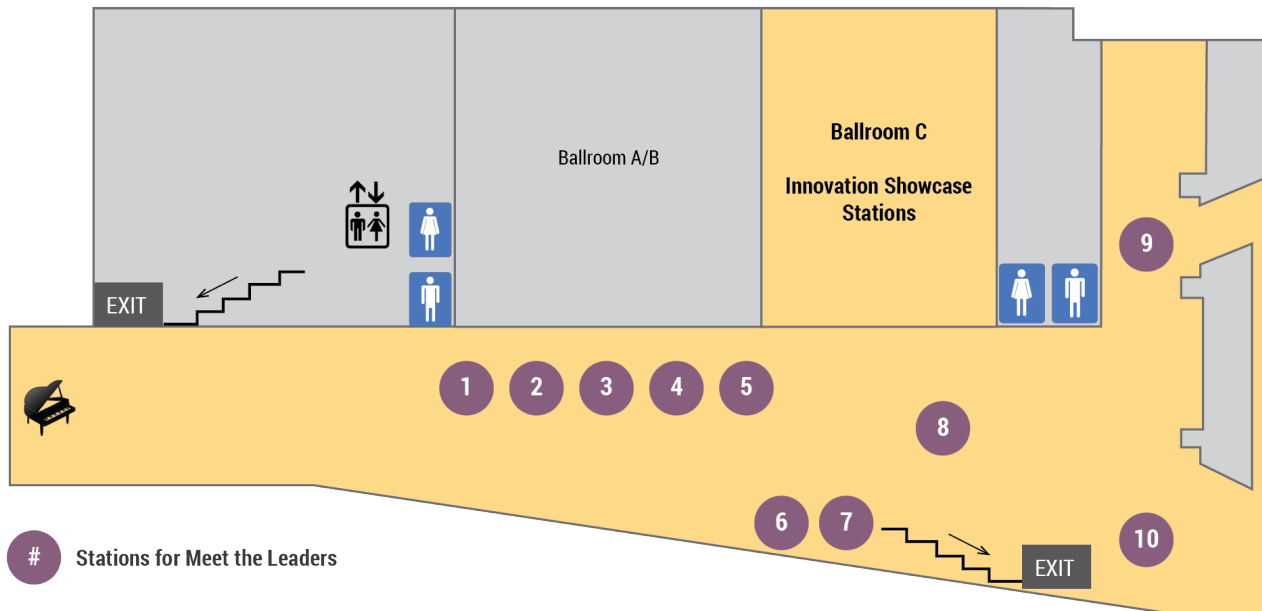 Ballroom A/B
Ballroom C
Innovation Showcase
Stations
9
EXIT
1
2
3
4
5
8
6
7
10
EXIT
#
Stations for Meet the Leaders